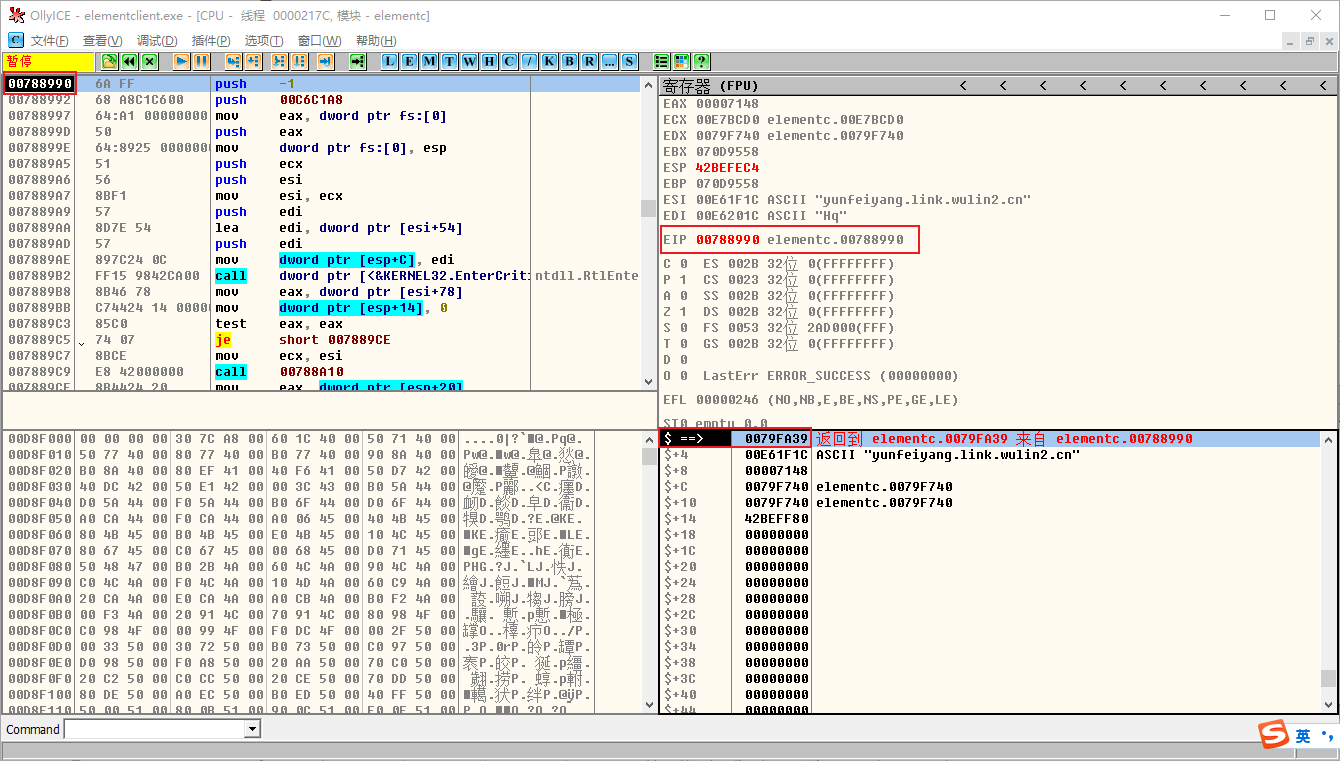 OllyICE - elementclient.exe - [CPU - 线程 0000217C, 模块 - elementc]
C 文件(F) 查看(V) 调试(D) 插件(P) 选项(T) 窗口(W) 帮助(H)
暂停 L E M T W H C / K B R ... S ?
00788990 6A FF push -1
00788992 68 A8C1C600 push 00C6C1A8
00788997 64:A1 00000000 mov eax, dword ptr fs:[0]
0078899D 50 push eax
0078899E 64:8925 0000000 mov dword ptr fs:[0], esp
007889A5 51 push ecx
007889A6 56 push esi
007889A7 8BF1 mov esi, ecx
007889A9 57 push edi
007889AA 8D7E 54 lea edi, dword ptr [esi+54]
007889AD 57 push edi
007889AE 897C24 0C mov dword ptr [esp+C], edi
007889B2 FF15 9842CA00 call dword ptr [<&KERNEL32.EnterCriti ntdll.RtlEnte
007889B8 8B46 78 mov eax, dword ptr [esi+78]
007889BB C74424 14 00000 mov dword ptr [esp+14], 0
007889C3 85C0 test eax, eax
007889C5 74 07 je short 007889CE
007889C7 8BCE mov ecx, esi
007889C9 E8 42000000 call 00788A10
007889CE 8B4424 20 mov eax, dword ptr [esp+20]
寄存器 (FPU) < < < < < < < < < <
EAX 00007148
ECX 00E7BCD0 elementc.00E7BCD0
EDX 0079F740 elementc.0079F740
EBX 070D9558
ESP 42BEFEC4
EBP 070D9558
ESI 00E61F1C ASCII "yunfeiyang.link.wulin2.cn"
EDI 00E6201C ASCII "Hq"
EIP 00788990 elementc.00788990
C 0 ES 002B 32位 0(FFFFFFFF)
P 1 CS 0023 32位 0(FFFFFFFF)
A 0 SS 002B 32位 0(FFFFFFFF)
Z 1 DS 002B 32位 0(FFFFFFFF)
S 0 FS 0053 32位 2AD000(FFF)
T 0 GS 002B 32位 0(FFFFFFFF)
D 0
O 0 LastErr ERROR_SUCCESS (00000000)
EFL 00000246 (NO,NB,E,BE,NS,PE,GE,LE)
ST0 empty 0.0
00D8F000 00 00 00 00 30 7C A8 00 60 1C 40 00 50 71 40 00
00D8F010 50 77 40 00 80 77 40 00 B0 77 40 00 90 8A 40 00
00D8F020 B0 8A 40 00 80 EF 41 00 40 F6 41 00 50 D7 42 00
00D8F030 40 DC 42 00 50 E1 42 00 00 3C 43 00 B0 5A 44 00
00D8F040 D0 5A 44 00 F0 5A 44 00 B0 6F 44 00 D0 6F 44 00
00D8F050 A0 CA 44 00 F0 CA 44 00 A0 06 45 00 40 4B 45 00
00D8F060 80 4B 45 00 B0 4B 45 00 E0 4B 45 00 10 4C 45 00
00D8F070 80 67 45 00 C0 67 45 00 00 68 45 00 D0 71 45 00
00D8F080 50 48 47 00 B0 2B 4A 00 60 4C 4A 00 90 4C 4A 00
00D8F090 C0 4C 4A 00 F0 4C 4A 00 10 4D 4A 00 60 C9 4A 00
00D8F0A0 20 CA 4A 00 E0 CA 4A 00 A0 CB 4A 00 B0 F2 4A 00
00D8F0B0 00 F3 4A 00 20 91 4C 00 70 91 4C 00 80 98 4F 00
00D8F0C0 C0 98 4F 00 00 99 4F 00 F0 DC 4F 00 00 2F 50 00
00D8F0D0 00 33 50 00 30 72 50 00 B0 73 50 00 C0 97 50 00
00D8F0E0 D0 98 50 00 F0 A8 50 00 20 AA 50 00 70 C0 50 00
00D8F0F0 20 C2 50 00 C0 CC 50 00 20 CE 50 00 70 DD 50 00
00D8F100 80 DE 50 00 A0 EC 50 00 B0 ED 50 00 40 FF 50 00
00D8F110 50 00 51 00 80 0B 51 00 90 0C 51 00 E0 0E 51 00
$ ==> 0079FA39 返回到 elementc.0079FA39 来自 elementc.00788990
$+4 00E61F1C ASCII "yunfeiyang.link.wulin2.cn"
$+8 00007148
$+C 0079F740 elementc.0079F740
$+10 0079F740 elementc.0079F740
$+14 42BEFF80
$+18 00000000
$+1C 00000000
$+20 00000000
$+24 00000000
$+28 00000000
$+2C 00000000
$+30 00000000
$+34 00000000
$+38 00000000
$+3C 00000000
$+40 00000000
$+44 00000000
Command
S 英